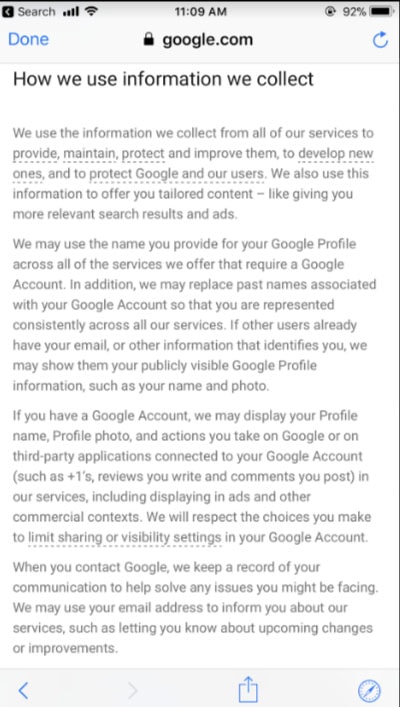 Search 11:09 AM 92%
Done google.com
How we use information we collect
We use the information we collect from all of our services to
provide, maintain, protect and improve them, to develop new
ones, and to protect Google and our users. We also use this
information to offer you tailored content – like giving you
more relevant search results and ads.
We may use the name you provide for your Google Profile
across all of the services we offer that require a Google
Account. In addition, we may replace past names associated
with your Google Account so that you are represented
consistently across all our services. If other users already
have your email, or other information that identifies you, we
may show them your publicly visible Google Profile
information, such as your name and photo.
If you have a Google Account, we may display your Profile
name, Profile photo, and actions you take on Google or on
third-party applications connected to your Google Account
(such as +1's, reviews you write and comments you post) in
our services, including displaying in ads and other
commercial contexts. We will respect the choices you make
to limit sharing or visibility settings in your Google Account.
When you contact Google, we keep a record of your
communication to help solve any issues you might be facing.
We may use your email address to inform you about our
services, such as letting you know about upcoming changes
or improvements.